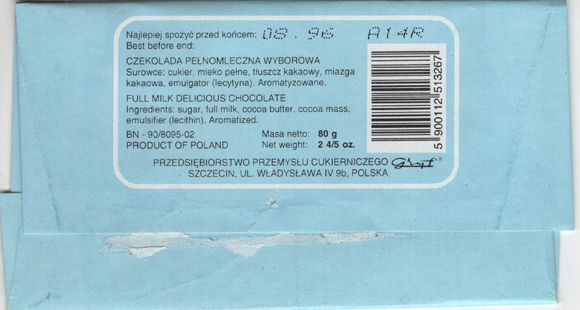 Najlepiej spożyć przed końcem: 08.96 A14R
Best before end:
CZEKOLADA PEŁNOMLECZNA WYBOROWA
Surowce: cukier, mleko pełne, tłuszcz kakaowy, miazga
kakaowa, emulgator (lecytyna). Aromatyzowane.
FULL MILK DELICIOUS CHOCOLATE
Ingredients: sugar, full milk, cocoa butter, cocoa mass,
emulsifier (lecithin). Aromatized.
BN - 90/8095-02 Masa netto: 80 g
PRODUCT OF POLAND Net weight: 2 4/5 oz.
PRZEDSIĘBIORSTWO PRZEMYSŁU CUKIERNICZEGO gryf®
SZCZECIN, UL. WŁADYSŁAWA IV 9b, POLSKA
5 900112 513267